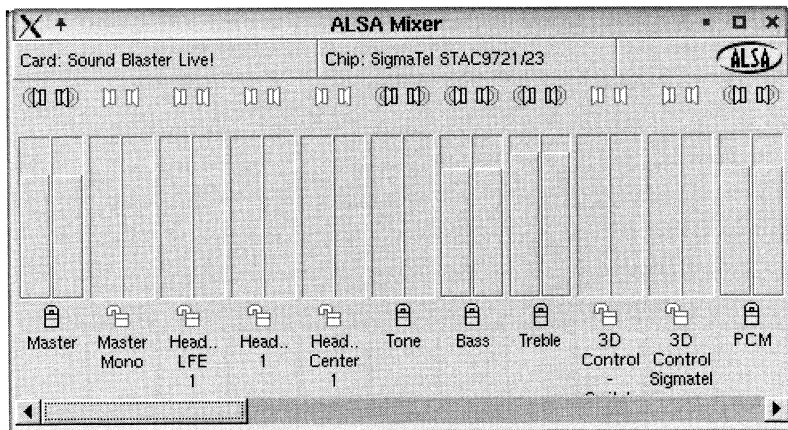 ALSA Mixer
Card: Sound Blaster Live!
Chip: SigmaTel STAC9721/23
ALSA
Master
Master Mono
Head.. LFE 1
Head.. 1
Head.. Center 1
Tone
Bass
Treble
3D Control -
3D Control Sigmatel
PCM